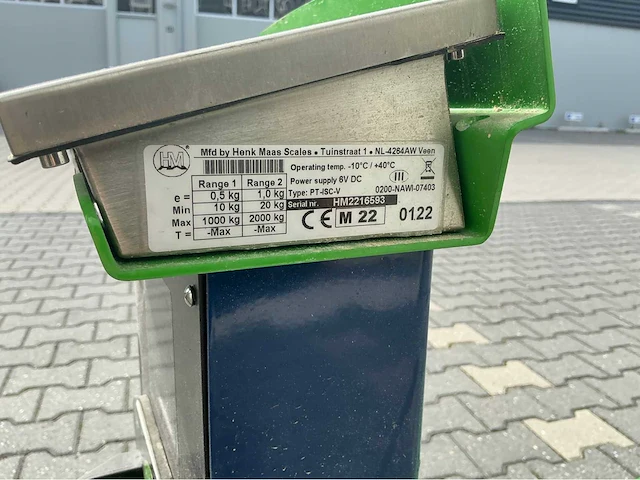 HM
Mfd by Henk Maas Scales • Tuinstraat 1 • NL-4264AW Veen
Operating temp. -10°C / +40°C
Range 1 Range 2
Power supply 6V DC
III
e = 0,5 kg 1,0 kg
Type: PT-ISC-V
0200-NAWI-07403
Min 10 kg 20 kg
Serial nr. HM2216593
Max 1000 kg 2000 kg
T = -Max -Max
CE M 22 0122